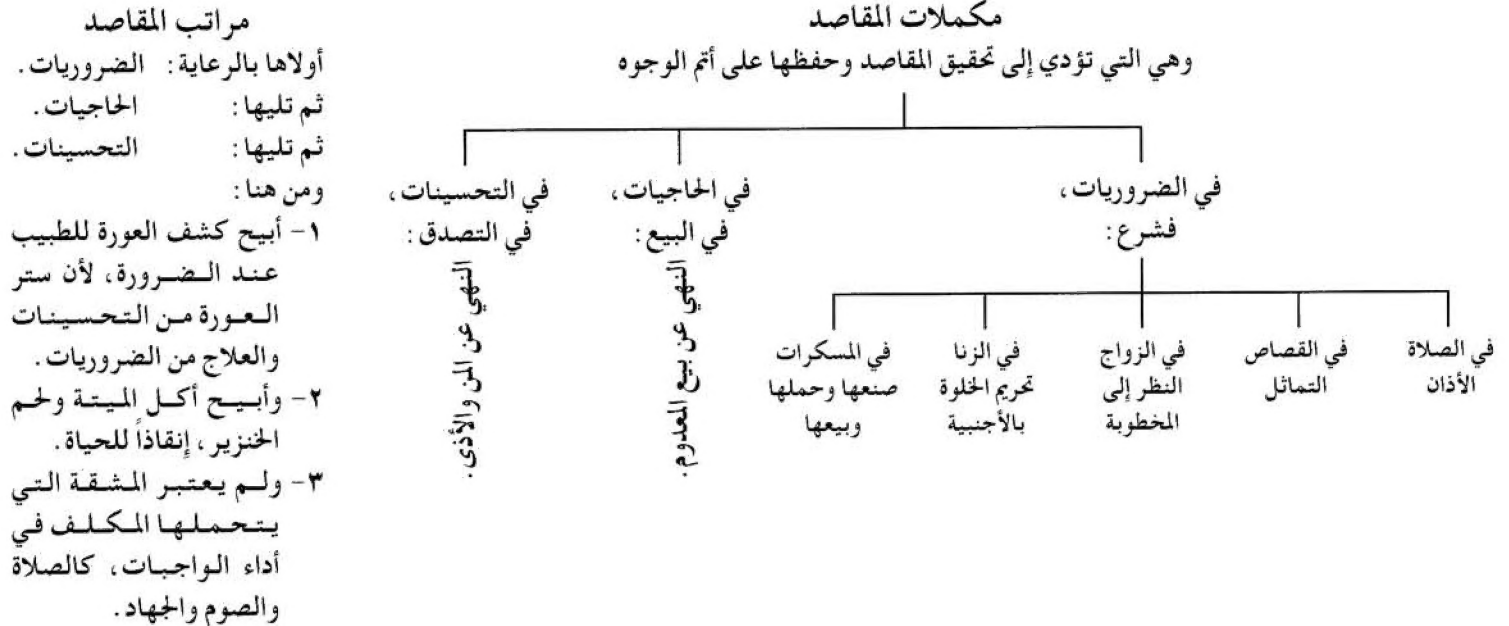 مكملات المقاصد
وهي التي تؤدي إلى تحقيق المقاصد وحفظها على أتم الوجوه
في الضروريات،
فشرع:
في الصلاة
الأذان
في القصاص
التماثل
في الزواج
النظر إلى
المخطوبة
في الزنا
تحريم الخلوة
بالأجنبية
في المسكرات
صنعها وحملها
وبيعها
في الحاجيات،
في البيع:
النهي عن بيع المعدوم.
في التحسينات،
في التصدق:
النهي عن المن والأذى.
مراتب المقاصد
أولاها بالرعاية: الضروريات.
ثم تليها: الحاجيات.
ثم تليها: التحسينات.
ومن هنا:
١- أبيح كشف العورة للطبيب
عند الضرورة، لأن ستر
العورة من التحسينات
والعلاج من الضروريات.
٢- وأبيح أكل الميتة ولحم
الخنزير، إنقاذاً للحياة.
٣- ولم يعتبر المشقة التي
يتحملها المكلف في
أداء الواجبات، كالصلاة
والصوم والجهاد.